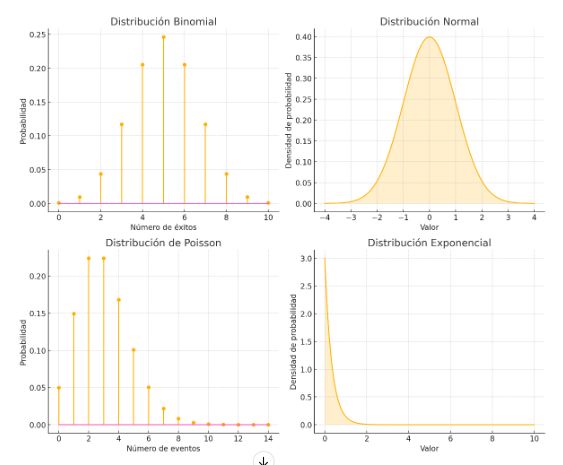 Distribución Binomial
0.25
0.20
0.15
0.10
0.05
0.00
Probabilidad
0 2 4 6 8 10
Número de éxitos
Distribución Normal
0.40
0.35
0.30
0.25
0.20
0.15
0.10
0.05
0.00
Densidad de probabilidad
−4 −3 −2 −1 0 1 2 3 4
Valor
Distribución de Poisson
0.20
0.15
0.10
0.05
0.00
Probabilidad
0 2 4 6 8 10 12 14
Número de eventos
Distribución Exponencial
3.0
2.5
2.0
1.5
1.0
0.5
0.0
Densidad de probabilidad
0 2 4 6 8 10
Valor